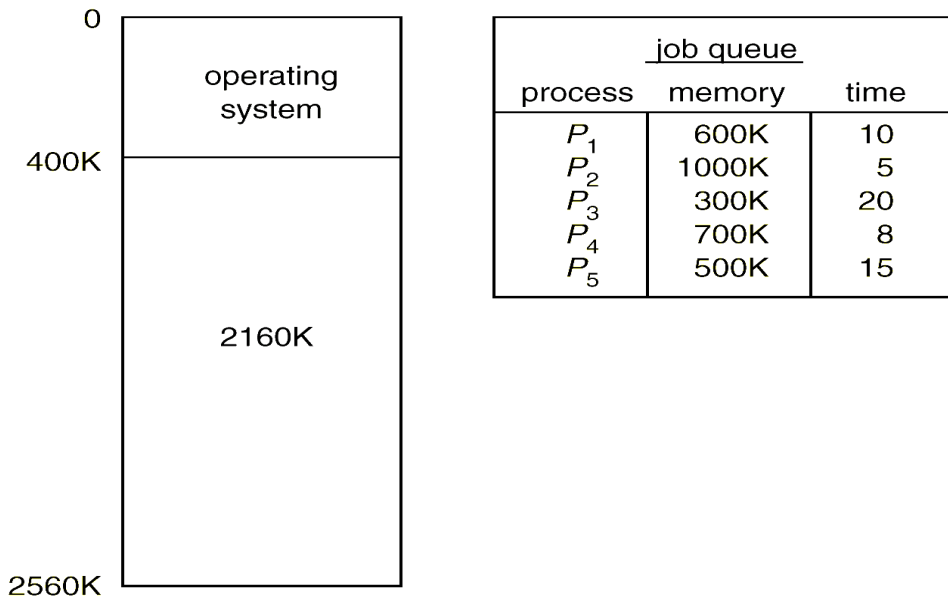 0
operating
system
400K
2160K
2560K
job queue
process memory time
P1 600K 10
P2 1000K 5
P3 300K 20
P4 700K 8
P5 500K 15